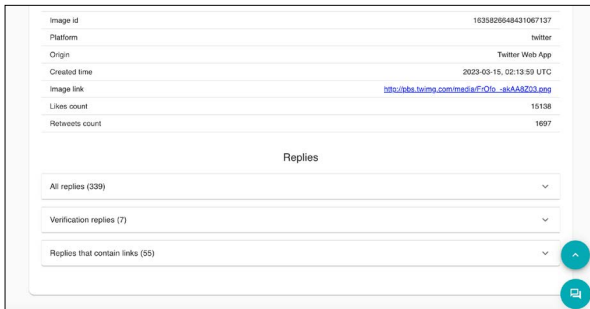 Image id 1635826648431067137
Platform twitter
Origin Twitter Web App
Created time 2023-03-15, 02:13:59 UTC
Image link http://pbs.twimg.com/media/FrOfo_-akAA8Z03.png
Likes count 15138
Retweets count 1697
Replies
All replies (339)
Verification replies (7)
Replies that contain links (55)